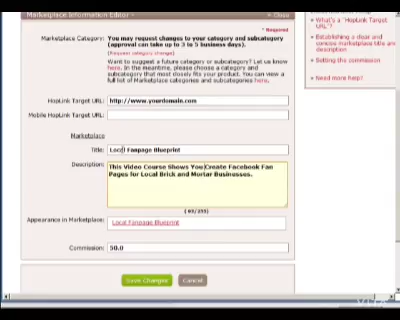 Marketplace Information Editor -
Close
* Required
Marketplace Category:
You may request changes to your category and subcategory
(approval can take up to 3 to 5 business days).
(Request category change)
Want to suggest a future category or subcategory? Let us know
here. In the meantime, please choose a category and
subcategory that most closely fits your product. You can view a
full list of Marketplace categories and subcategories here.
HopLink Target URL:
http://www.yourdomain.com
Mobile HopLink Target URL:
Marketplace
Title:
Local Fanpage Blueprint
Description:
This Video Course Shows You Create Facebook Fan
Pages for Local Brick and Mortar Businesses.
Appearance in Marketplace:
Local Fanpage Blueprint
Commission:
50.0
Save Changes
Cancel
What's a "HopLink Target
URL"?
Establishing a clear and
concise marketplace title and
description
Setting the commission
Need more help?